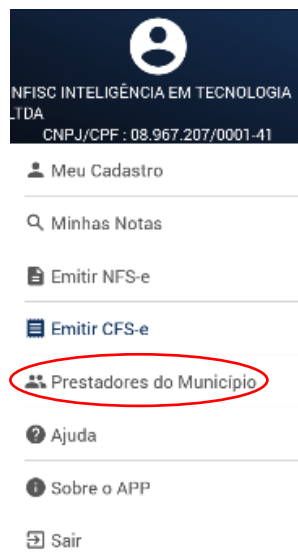 NFISC INTELIGÊNCIA EM TECNOLOGIA
LTDA
CNPJ/CPF : 08.967.207/0001-41
Meu Cadastro
Minhas Notas
Emitir NFS-e
Emitir CFS-e
Prestadores do Município
Ajuda
Sobre o APP
Sair